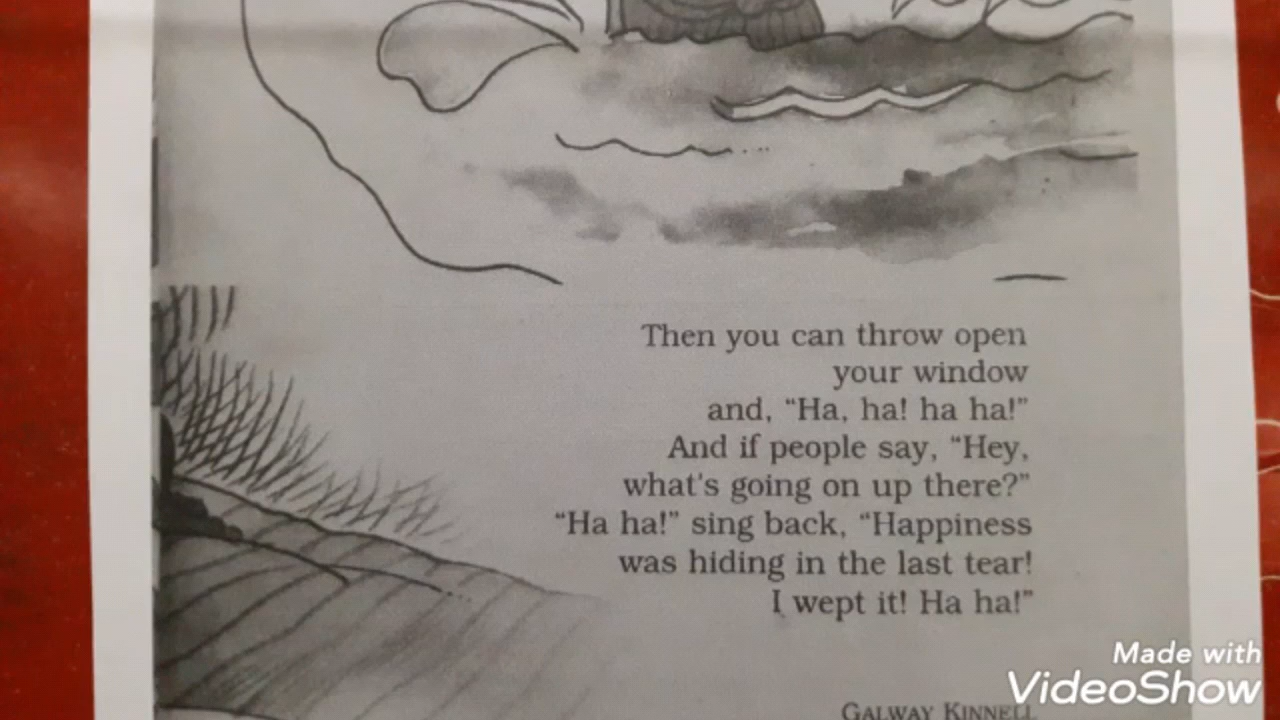 Then you can throw open
your window
and, “Ha, ha! ha ha!”
And if people say, “Hey,
what's going on up there?”
“Ha ha!” sing back, “Happiness
was hiding in the last tear!
I wept it! Ha ha!”
GALWAY KINNELL
Made with
VideoShow